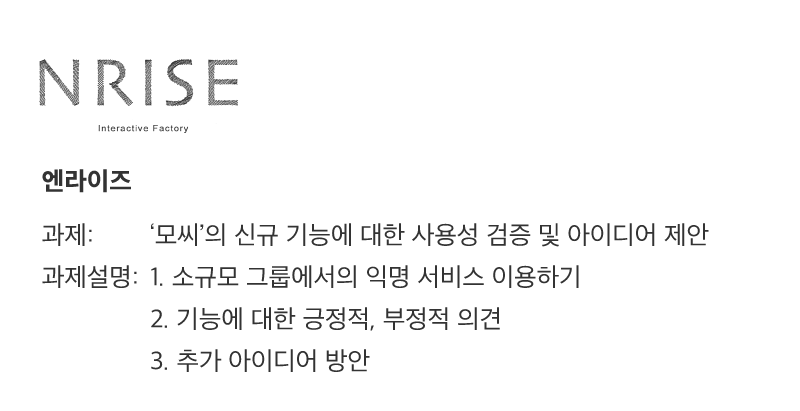 NRISE
Interactive Factory
엔라이즈
과제: ‘모씨’의 신규 기능에 대한 사용성 검증 및 아이디어 제안
과제설명: 1. 소규모 그룹에서의 익명 서비스 이용하기
2. 기능에 대한 긍정적, 부정적 의견
3. 추가 아이디어 방안